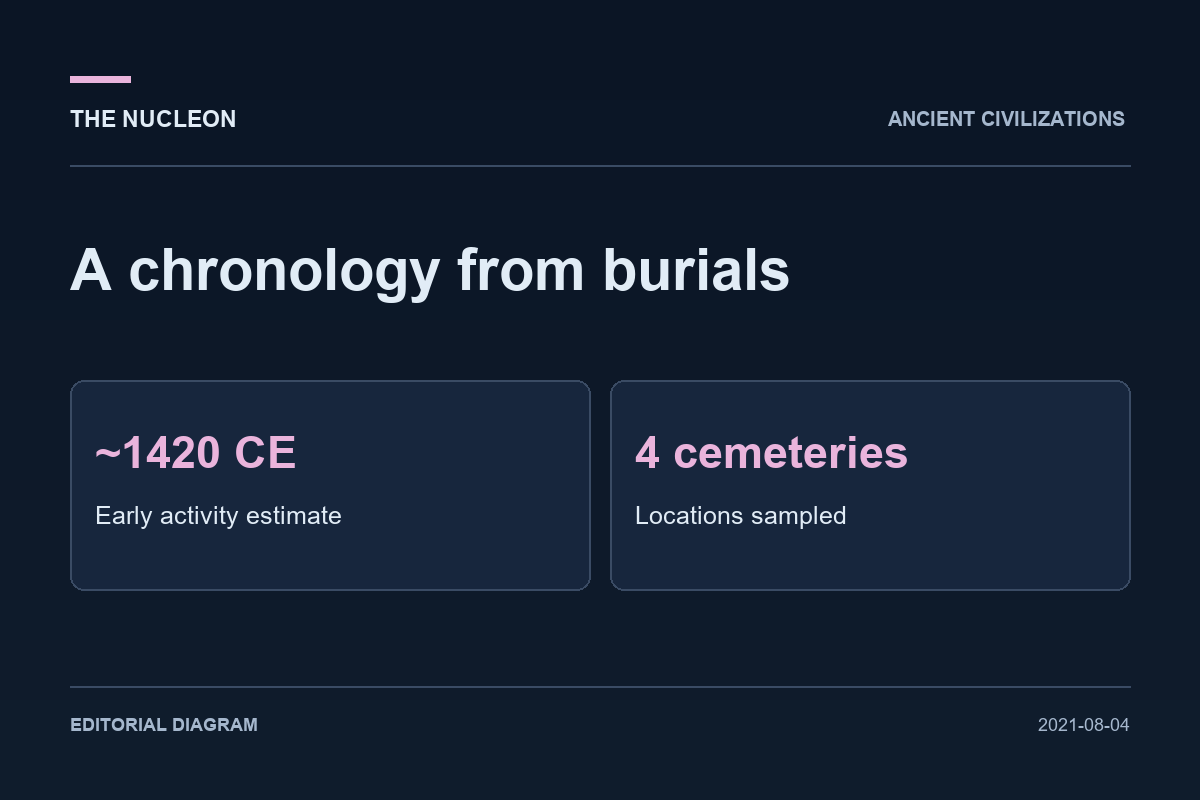 THE NUCLEON
ANCIENT CIVILIZATIONS
A chronology from burials
~1420 CE
Early activity estimate
4 cemeteries
Locations sampled
EDITORIAL DIAGRAM
2021-08-04